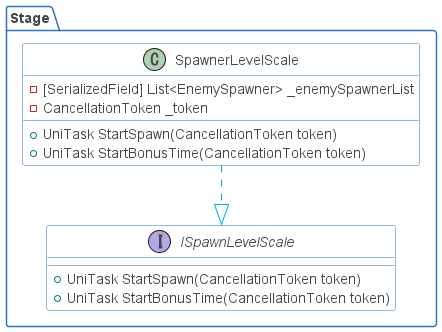 Stage
C SpawnerLevelScale
[SerializedField] List<EnemySpawner> _enemySpawnerList
CancellationToken _token
UniTask StartSpawn(CancellationToken token)
UniTask StartBonusTime(CancellationToken token)
I ISpawnLevelScale
UniTask StartSpawn(CancellationToken token)
UniTask StartBonusTime(CancellationToken token)